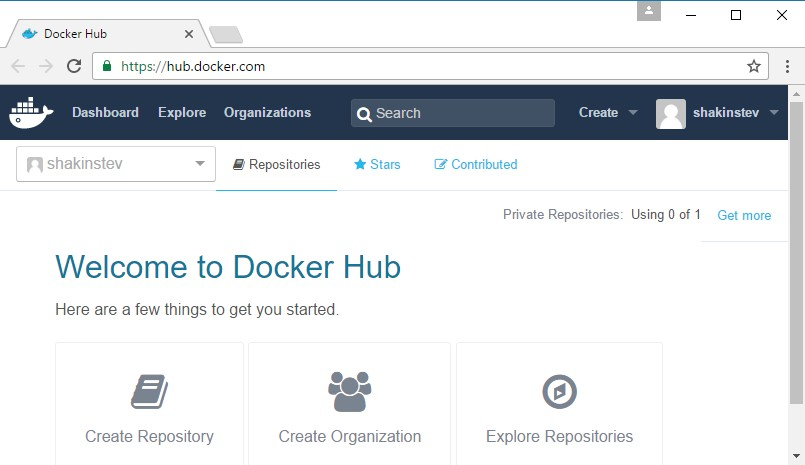 Docker Hub
https://hub.docker.com
Dashboard Explore Organizations Search Create shakinstev
shakinstev Repositories Stars Contributed
Private Repositories: Using 0 of 1 Get more
Welcome to Docker Hub
Here are a few things to get you started.
Create Repository Create Organization Explore Repositories